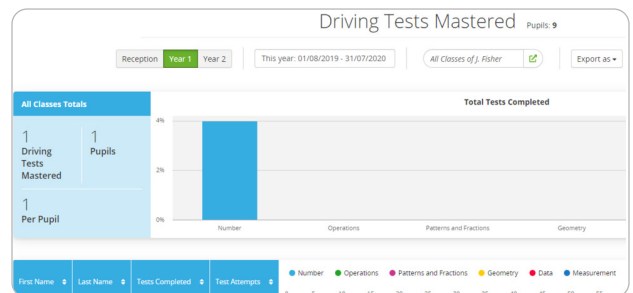 Driving Tests Mastered Pupils: 9
Reception Year 1 Year 2 This year: 01/08/2019 - 31/07/2020 All Classes of J. Fisher Export as
All Classes Totals
Total Tests Completed
1
Driving
Tests
Mastered
1
Pupils
1
Per Pupil
4%
2%
0%
Number Operations Patterns and Fractions Geometry
First Name Last Name Tests Completed Test Attempts
Number Operations Patterns and Fractions Geometry Data Measurement